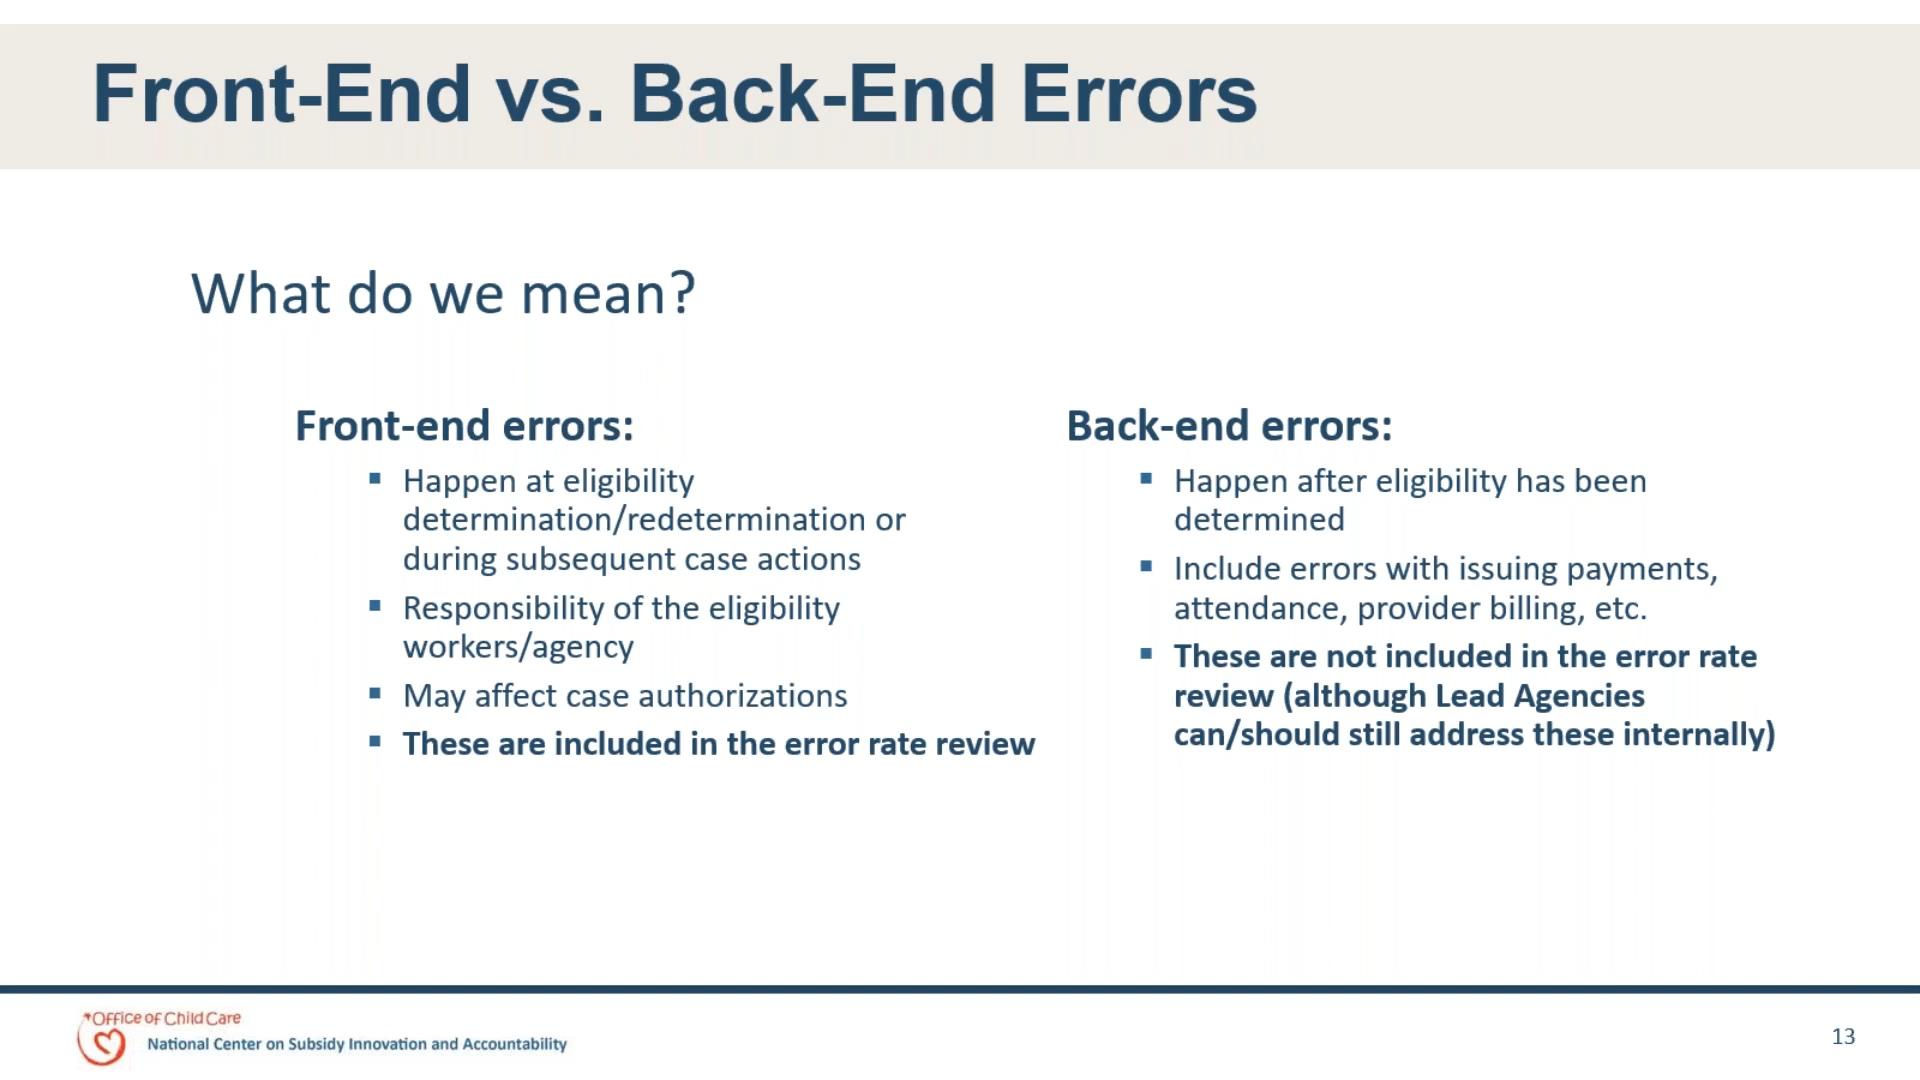 Front-End vs. Back-End Errors
What do we mean?
Front-end errors:
▪ Happen at eligibility
determination/redetermination or
during subsequent case actions
▪ Responsibility of the eligibility
workers/agency
▪ May affect case authorizations
▪ These are included in the error rate review
Back-end errors:
▪ Happen after eligibility has been
determined
▪ Include errors with issuing payments,
attendance, provider billing, etc.
▪ These are not included in the error rate
review (although Lead Agencies
can/should still address these internally)
Office of Child Care
National Center on Subsidy Innovation and Accountability
13